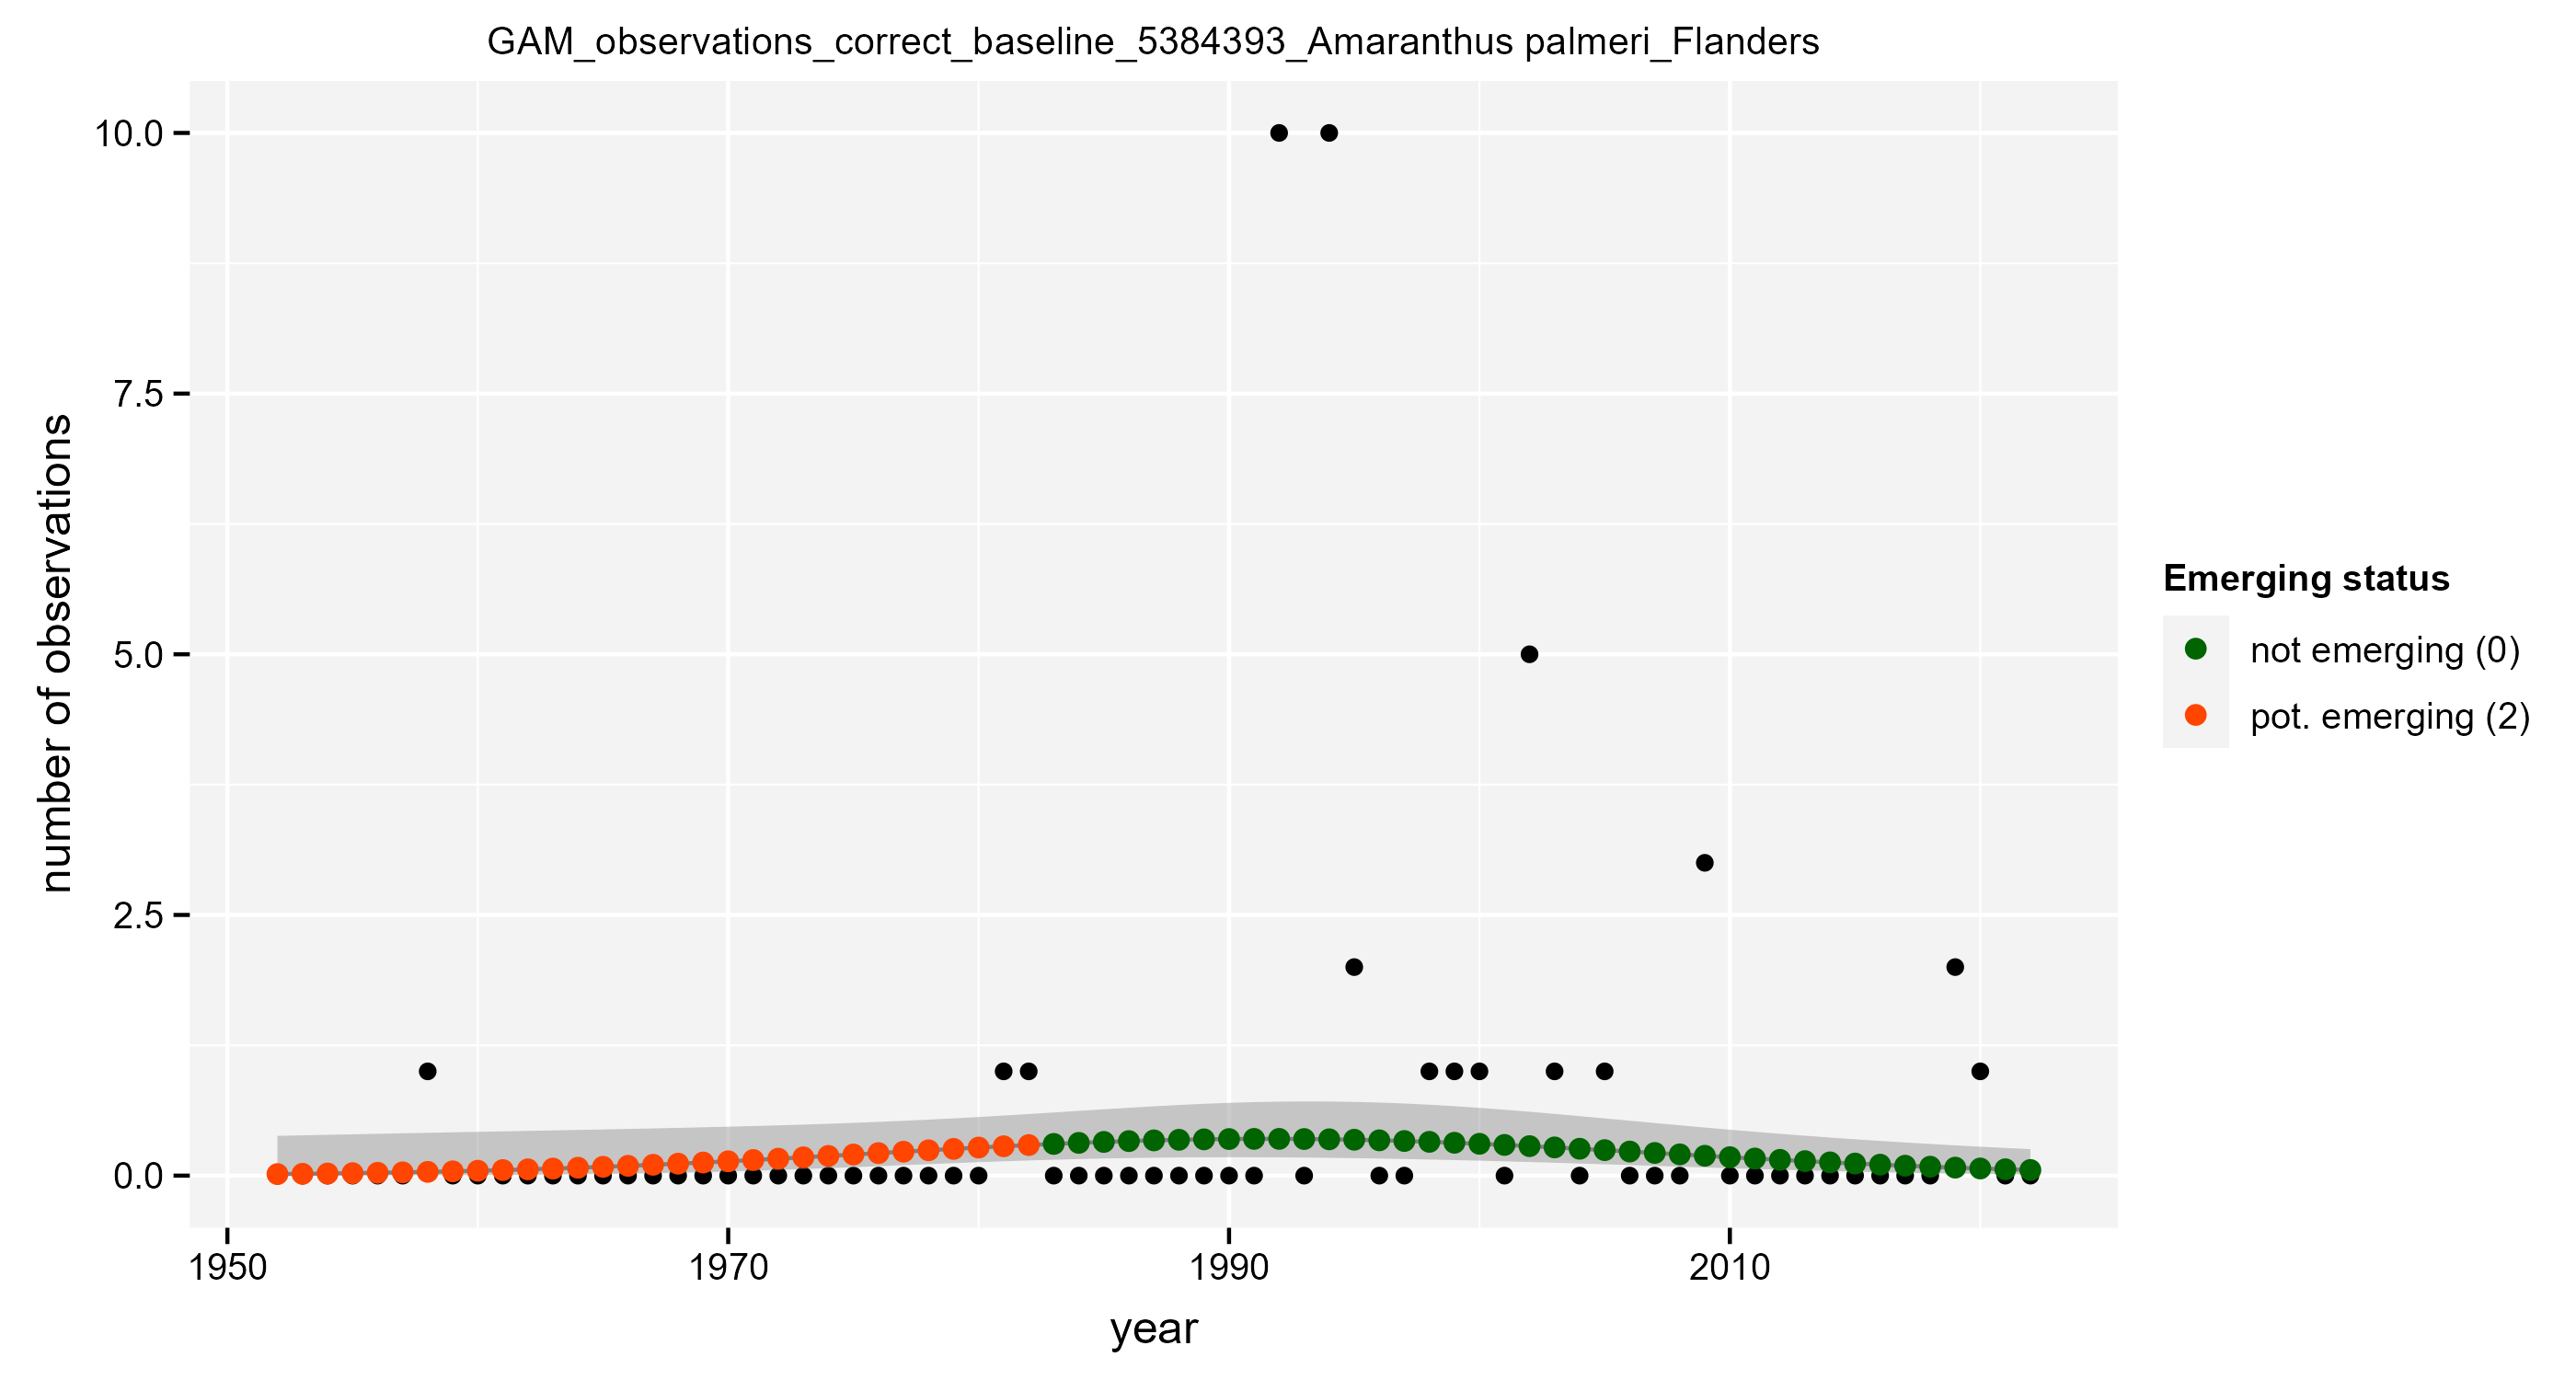 GAM_observations_correct_baseline_5384393_Amaranthus palmeri_Flanders
number of observations
10.0
7.5
5.0
2.5
0.0
1950
1970
1990
2010
year
Emerging status
not emerging (0)
pot. emerging (2)